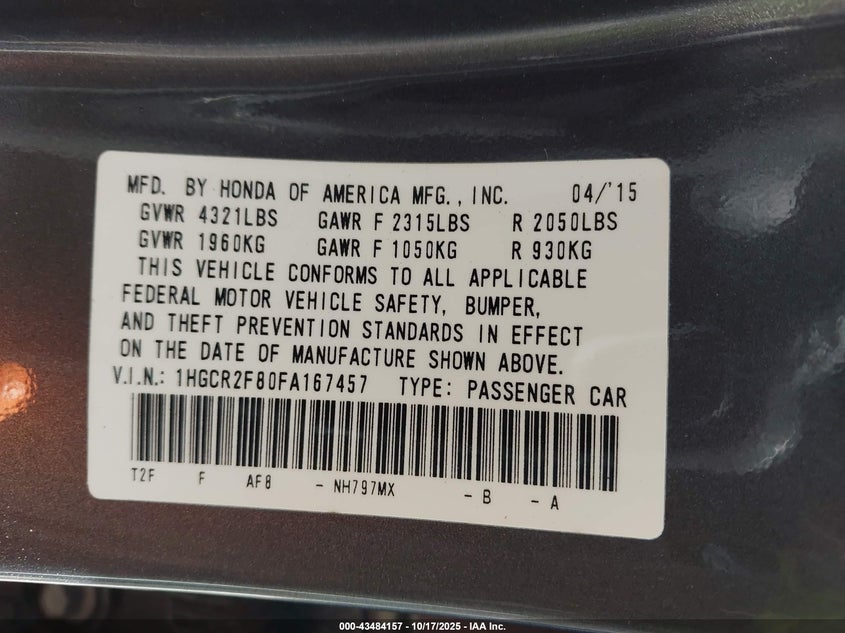 MFD. BY HONDA OF AMERICA MFG., INC. 04/'15
GVWR 4321LBS GAWR F 2315LBS R 2050LBS
GVWR 1960KG GAWR F 1050KG R 930KG
THIS VEHICLE CONFORMS TO ALL APPLICABLE
FEDERAL MOTOR VEHICLE SAFETY, BUMPER,
AND THEFT PREVENTION STANDARDS IN EFFECT
ON THE DATE OF MANUFACTURE SHOWN ABOVE.
V.I.N.: 1HGCR2F80FA167457 TYPE: PASSENGER CAR
T2F F AF8 - NH797MX - B - A
000-43484157 - 10/17/2025 - IAA Inc.